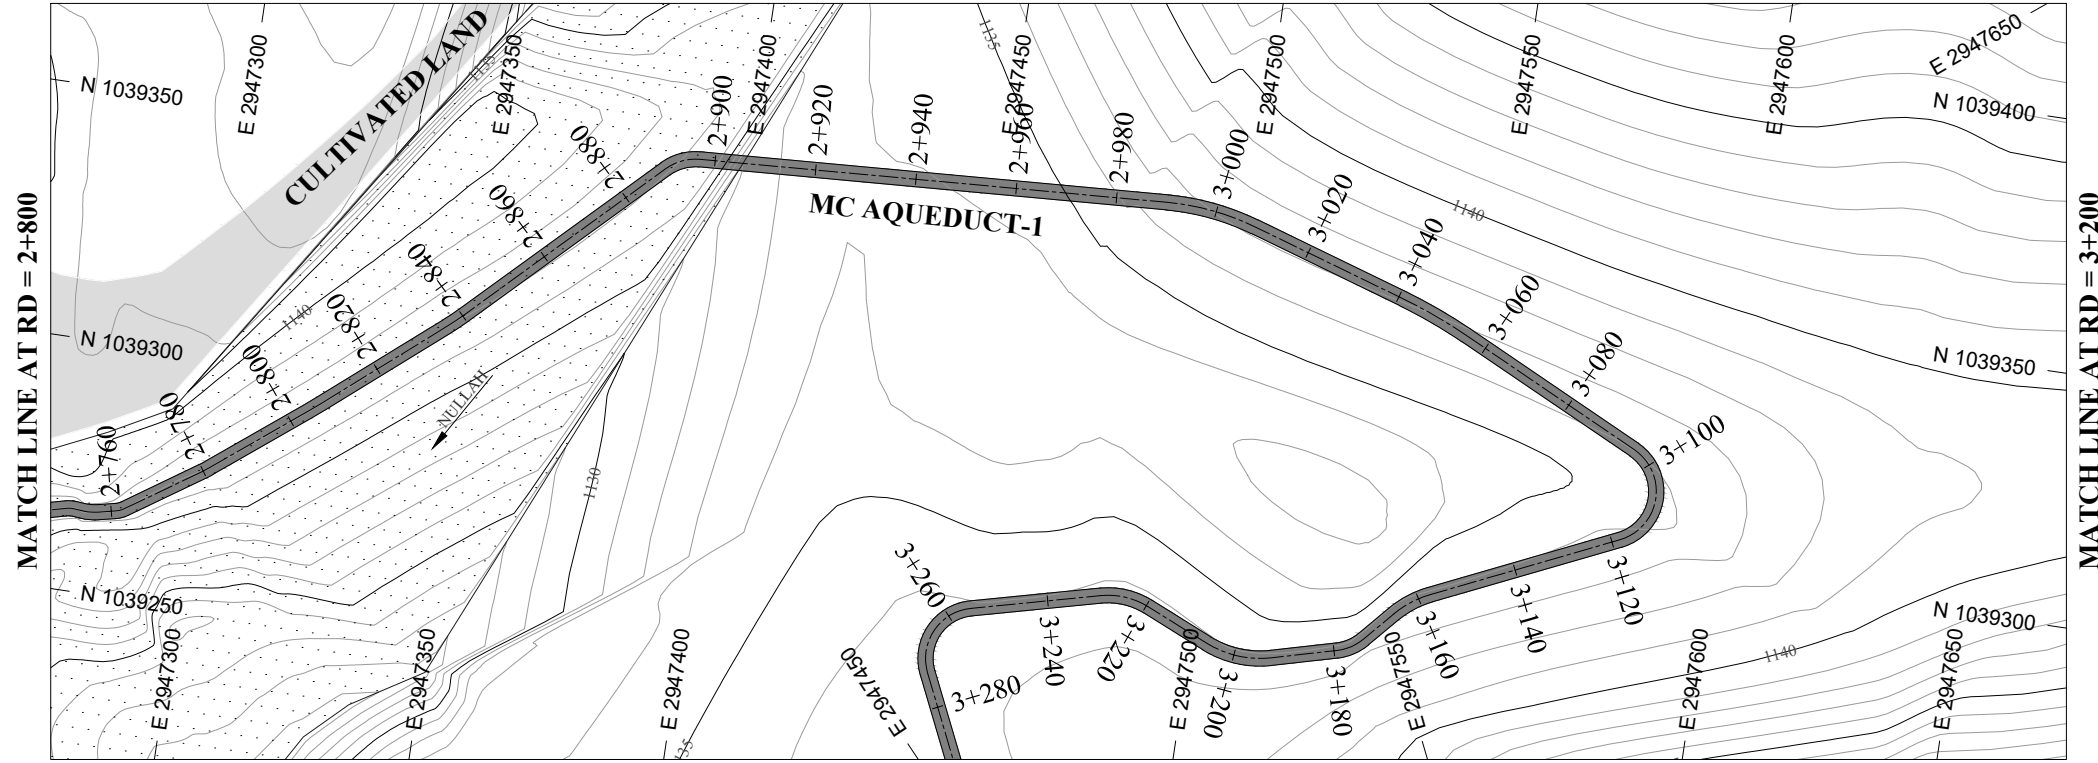 MATCH LINE AT RD = 2+800
CULTIVATED LAND
E 2947300
E 2947350
E 2947400
E 2947450
E 2947500
E 2947550
E 2947600
E 2947650
1135
1135
N 1039350
N 1039400
2+900
2+920
2+940
2+960
2+980
3+000
3+020
3+040
3+060
3+080
3+100
2+880
2+860
2+840
2+820
2+800
2+780
2+760
MC AQUEDUCT-1
1140
1140
N 1039300
N 1039350
NULLAH
1130
N 1039250
N 1039300
3+260
3+240
3+220
3+200
3+180
3+160
3+140
3+120
3+280
1140
E 2947300
E 2947350
E 2947400
E 2947450
E 2947500
E 2947550
E 2947600
E 2947650
MATCH LINE AT RD = 3+200